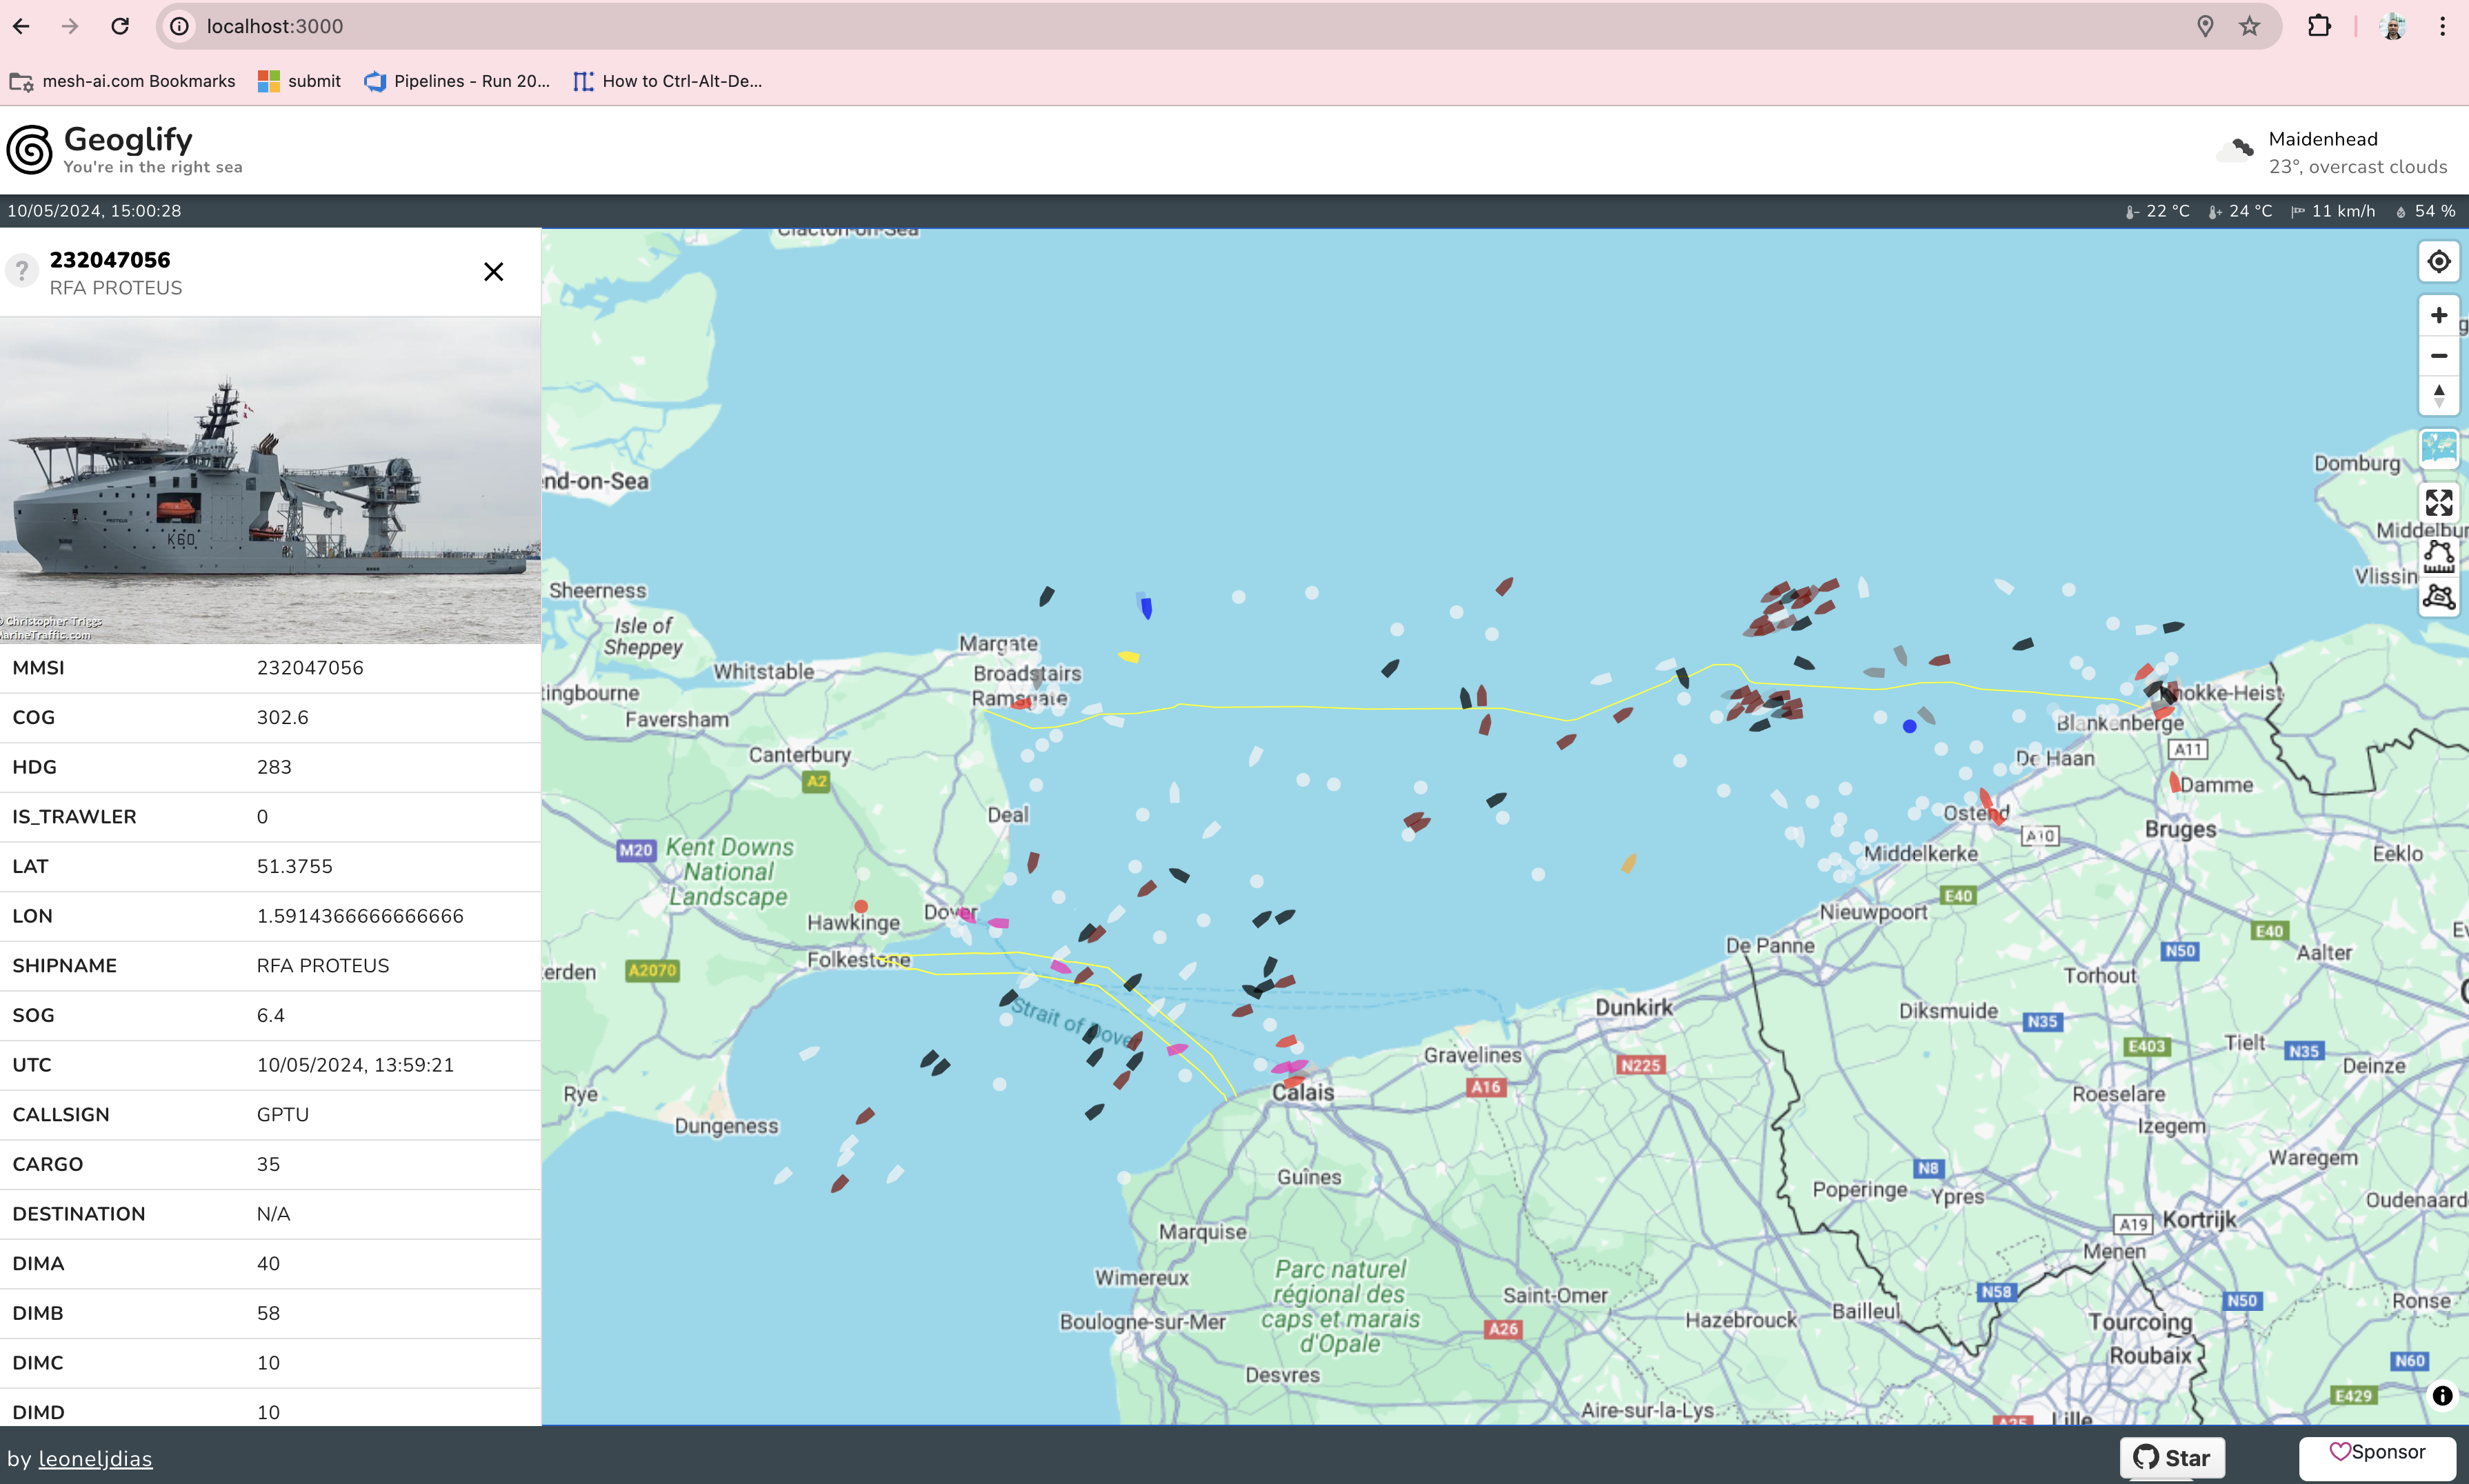 localhost:3000
mesh-ai.com Bookmarks
submit
Pipelines - Run 20...
How to Ctrl-Alt-De...
Geoglify
You're in the right sea
Maidenhead
23°, overcast clouds
10/05/2024, 15:00:28
22 °C
24 °C
11 km/h
54 %
232047056
RFA PROTEUS
PROTEUS
K60
© Christopher Triggs
MarineTraffic.com
MMSI 232047056
COG 302.6
HDG 283
IS_TRAWLER 0
LAT 51.3755
LON 1.5914366666666666
SHIPNAME RFA PROTEUS
SOG 6.4
UTC 10/05/2024, 13:59:21
CALLSIGN GPTU
CARGO 35
DESTINATION N/A
DIMA 40
DIMB 58
DIMC 10
DIMD 10
Clacton-on-Sea
end-on-Sea
Domburg
Middelbur
Vlissin
Sheerness
Isle of
Sheppey
Margate
Whitstable
Broadstairs
Ramsgate
tingbourne
Faversham
Knokke-Heist
Blankenberge
Canterbury
A2
A11
De Haan
Damme
Deal
Ostend
A10
Bruges
M20
Kent Downs
National
Landscape
Middelkerke
Eeklo
E40
Hawkinge
Dover
Nieuwpoort
E40
De Panne
N50
Aalter
Folkestone
erden
A2070
Torhout
Strait of Dover
Dunkirk
Diksmuide
N35
E403
Tielt
N35
Gravelines
N225
Deinze
A16
Calais
Rye
Roeselare
Dungeness
Izegem
Guînes
N8
Waregem
Poperinge
Ypres
Oudenaard
Marquise
A19
Kortrijk
Menen
Wimereux
Parc naturel
régional des
caps et marais
d'Opale
Saint-Omer
N58
N50
Ronse
Boulogne-sur-Mer
A26
Hazebrouck
Bailleul
Tourcoing
Roubaix
N60
Desvres
E429
Aire-sur-la-Lys
A25
Lille
by leoneljdias
Star
Sponsor